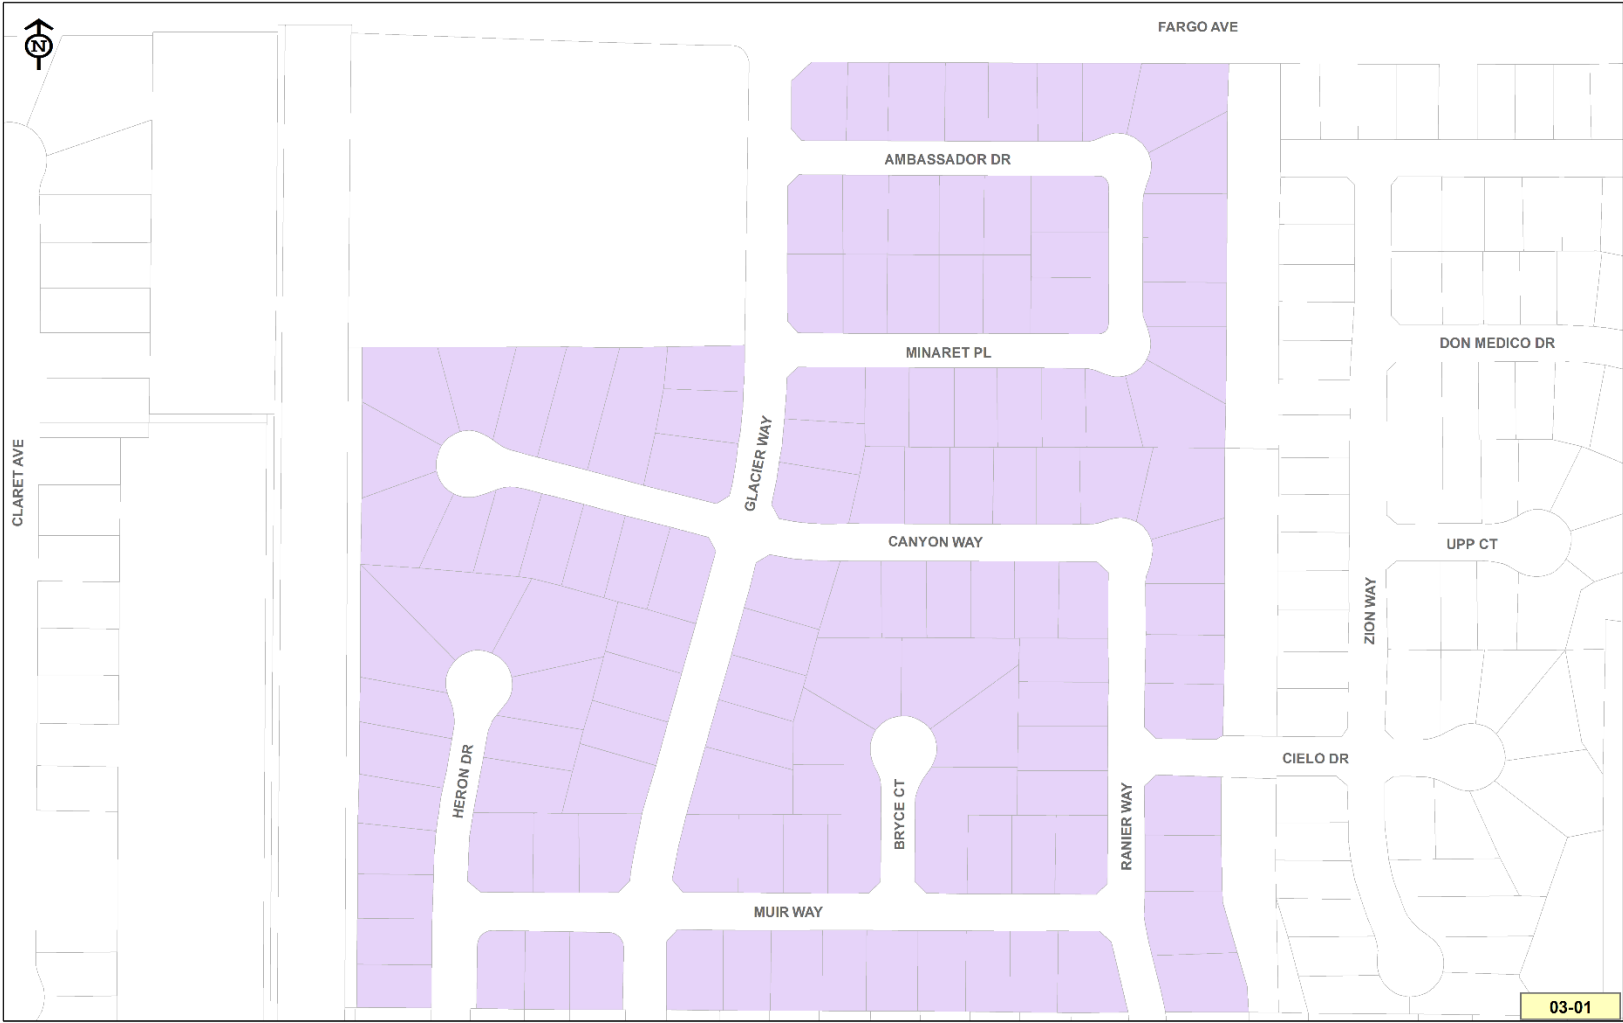 FARGO AVE
N
AMBASSADOR DR
DON MEDICO DR
MINARET PL
GLACIER WAY
CLARET AVE
CANYON WAY
UPP CT
ZION WAY
CIELO DR
HERON DR
BRYCE CT
RANIER WAY
MUIR WAY
03-01